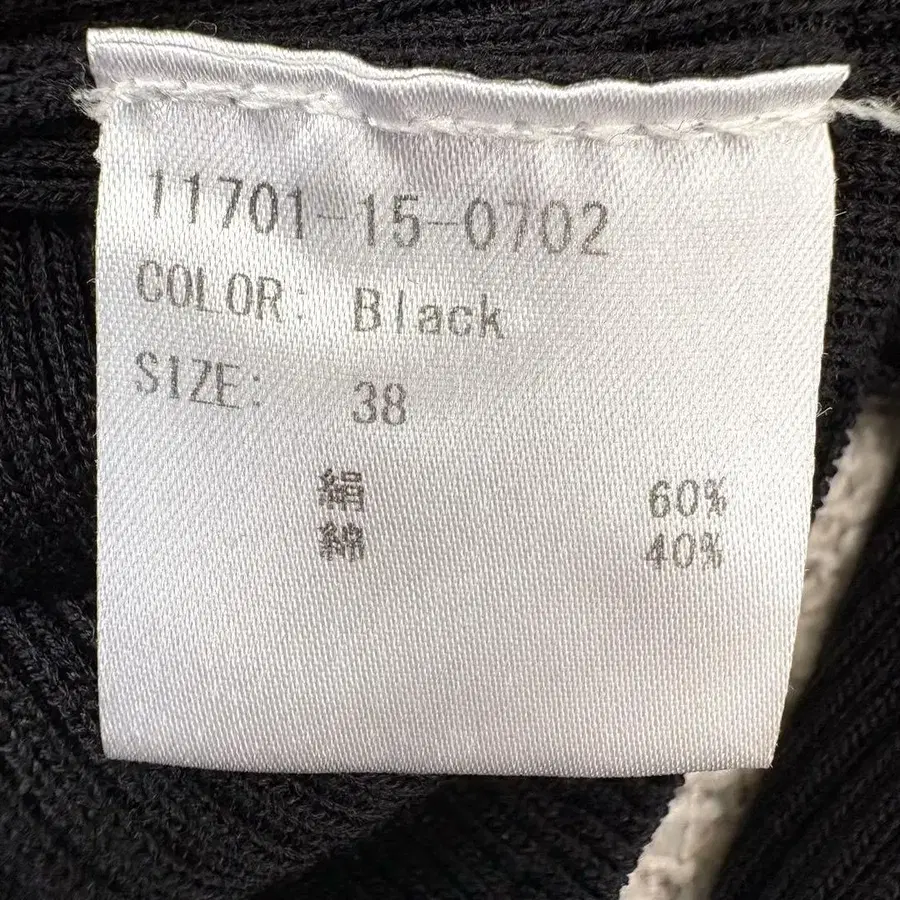 11701-15-0702
COLOR: Black
SIZE: 38
絹 60%
綿 40%